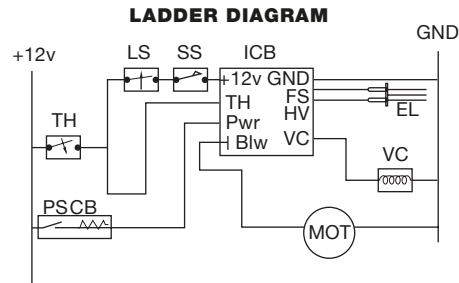 LADDER DIAGRAM
GND
+12v
LS SS ICB
+12v GND
FS
TH HV EL
TH
Pwr
Blw VC
VC
PSCB
MOT